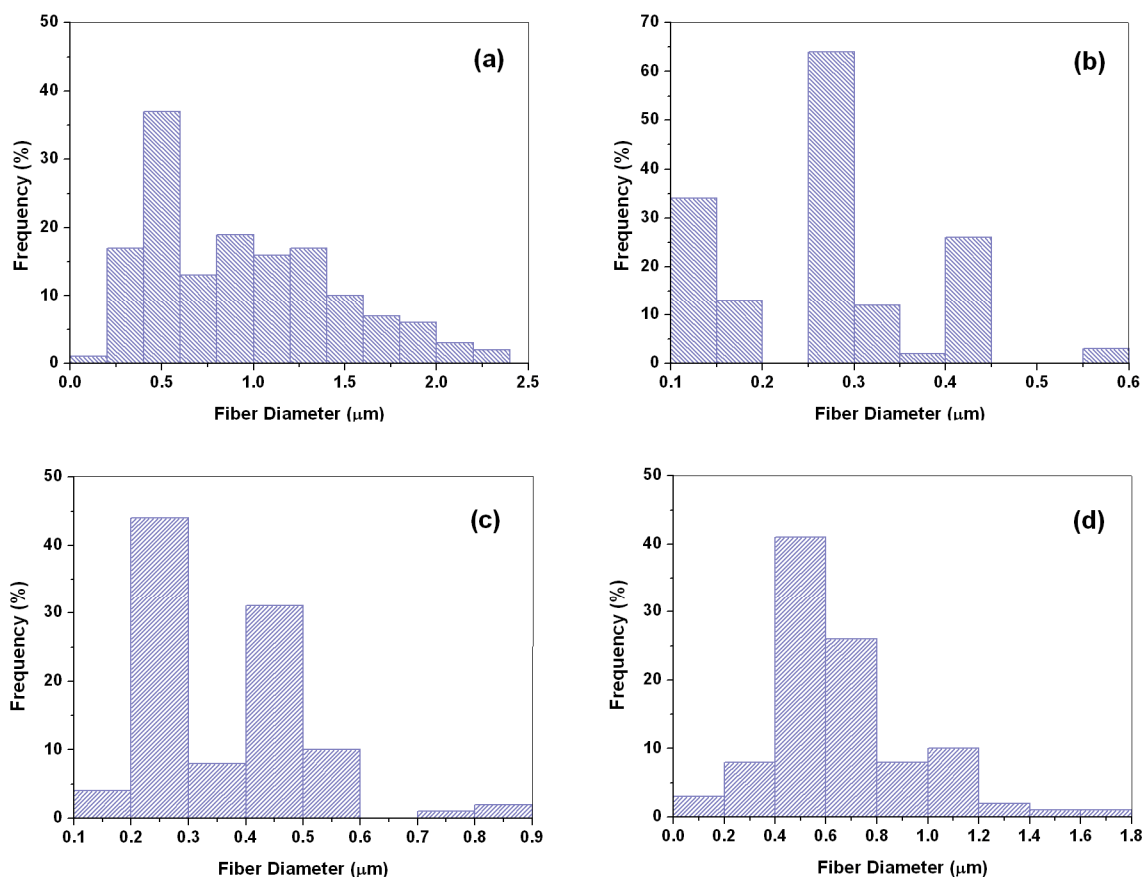 50
40
30
20
10
0
Frequency (%)
(a)
0.0 0.5 1.0 1.5 2.0 2.5
Fiber Diameter (μm)
70
60
50
40
30
20
10
0
Frequency (%)
(b)
0.1 0.2 0.3 0.4 0.5 0.6
Fiber Diameter (μm)
50
40
30
20
10
0
Frequency (%)
(c)
0.1 0.2 0.3 0.4 0.5 0.6 0.7 0.8 0.9
Fiber Diameter (μm)
50
40
30
20
10
0
Frequency (%)
(d)
0.0 0.2 0.4 0.6 0.8 1.0 1.2 1.4 1.6 1.8
Fiber Diameter (μm)